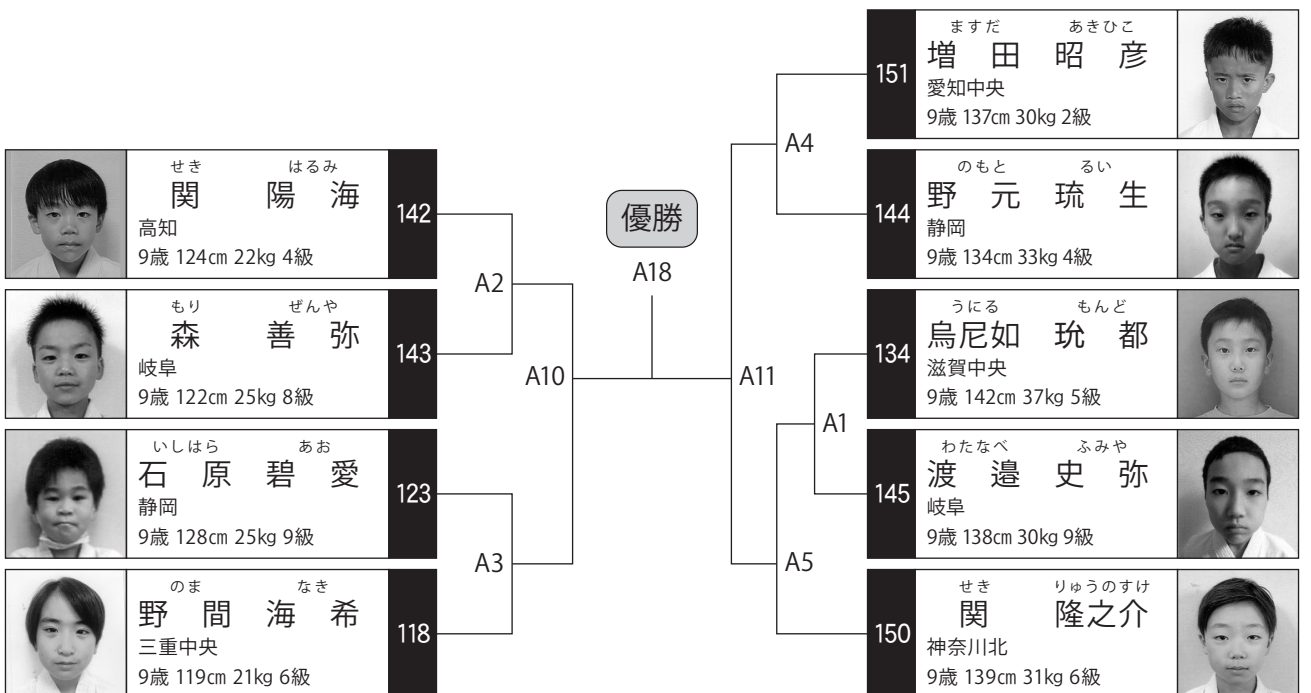 せき はるみ
関 陽海
高知
9歳 124cm 22kg 4級
142
もり ぜんや
森 善弥
岐阜
9歳 122cm 25kg 8級
143
いしはら あお
石原 碧愛
静岡
9歳 128cm 25kg 9級
123
のま なき
野間 海希
三重中央
9歳 119cm 21kg 6級
118
A2
A3
A10
優勝
A18
A11
A4
A1
A5
151
ますだ あきひこ
増田 昭彦
愛知中央
9歳 137cm 30kg 2級
144
のもと るい
野元 琉生
静岡
9歳 134cm 33kg 4級
134
うにる もんど
烏尼如 玧都
滋賀中央
9歳 142cm 37kg 5級
145
わたなべ ふみや
渡邉 史弥
岐阜
9歳 138cm 30kg 9級
150
せき りゅうのすけ
関 隆之介
神奈川北
9歳 139cm 31kg 6級